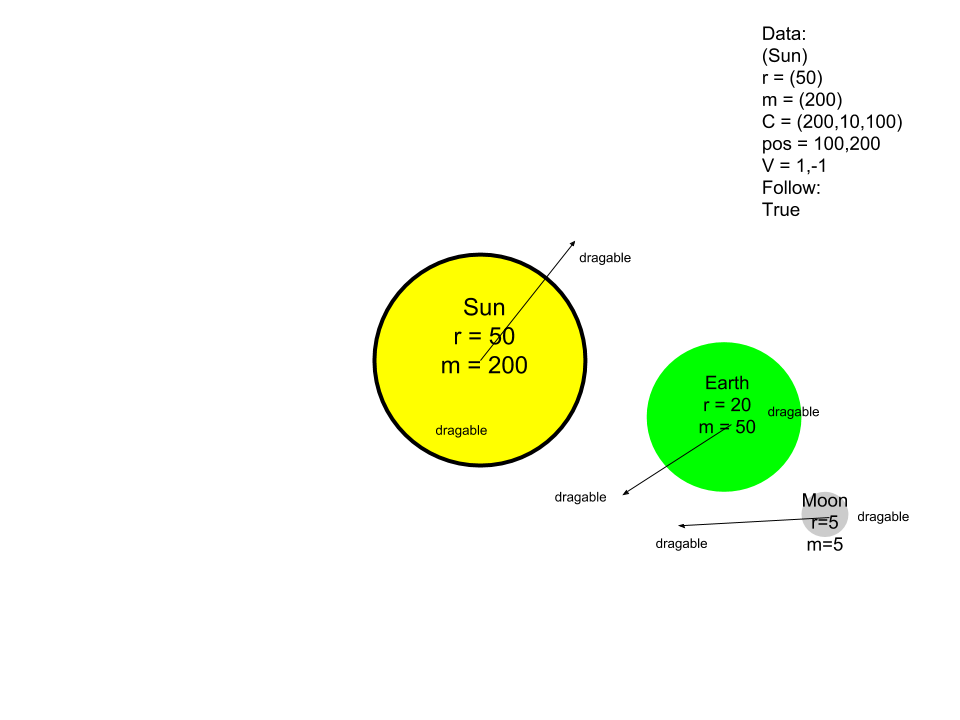 Data:
(Sun)
r = (50)
m = (200)
C = (200,10,100)
pos = 100,200
V = 1,-1
Follow:
True
dragable
Sun
r = 50
m = 200
dragable
Earth
r = 20
m = 50
dragable
dragable
Moon
r=5
m=5
dragable
dragable